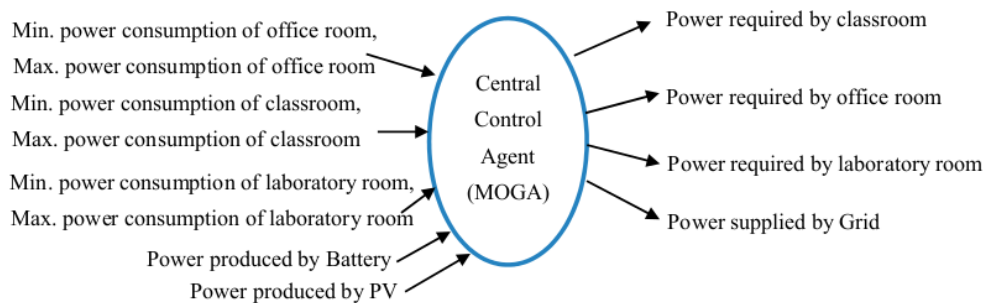 Min. power consumption of office room,
Max. power consumption of office room
Min. power consumption of classroom,
Max. power consumption of classroom
Min. power consumption of laboratory room,
Max. power consumption of laboratory room
Power produced by Battery
Power produced by PV
Central
Control
Agent
(MOGA)
Power required by classroom
Power required by office room
Power required by laboratory room
Power supplied by Grid